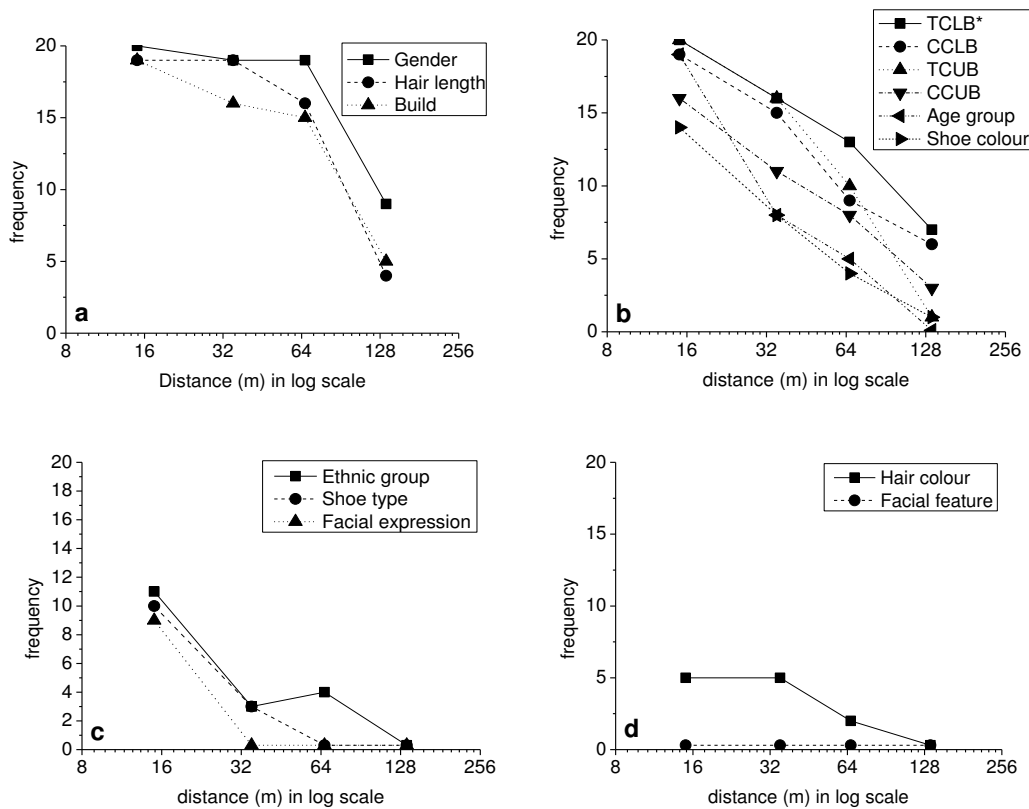 20
15
10
5
0
frequency
Gender
Hair length
Build
a
8 16 32 64 128 256
Distance (m) in log scale
20
15
10
5
0
frequency
TCLB*
CCLB
TCUB
CCUB
Age group
Shoe colour
b
8 16 32 64 128 256
distance (m) in log scale
20
18
16
14
12
10
8
6
4
2
0
frequency
Ethnic group
Shoe type
Facial expression
c
8 16 32 64 128 256
distance (m) in log scale
20
15
10
5
0
frequency
Hair colour
Facial feature
d
8 16 32 64 128 256
distance (m) in log scale